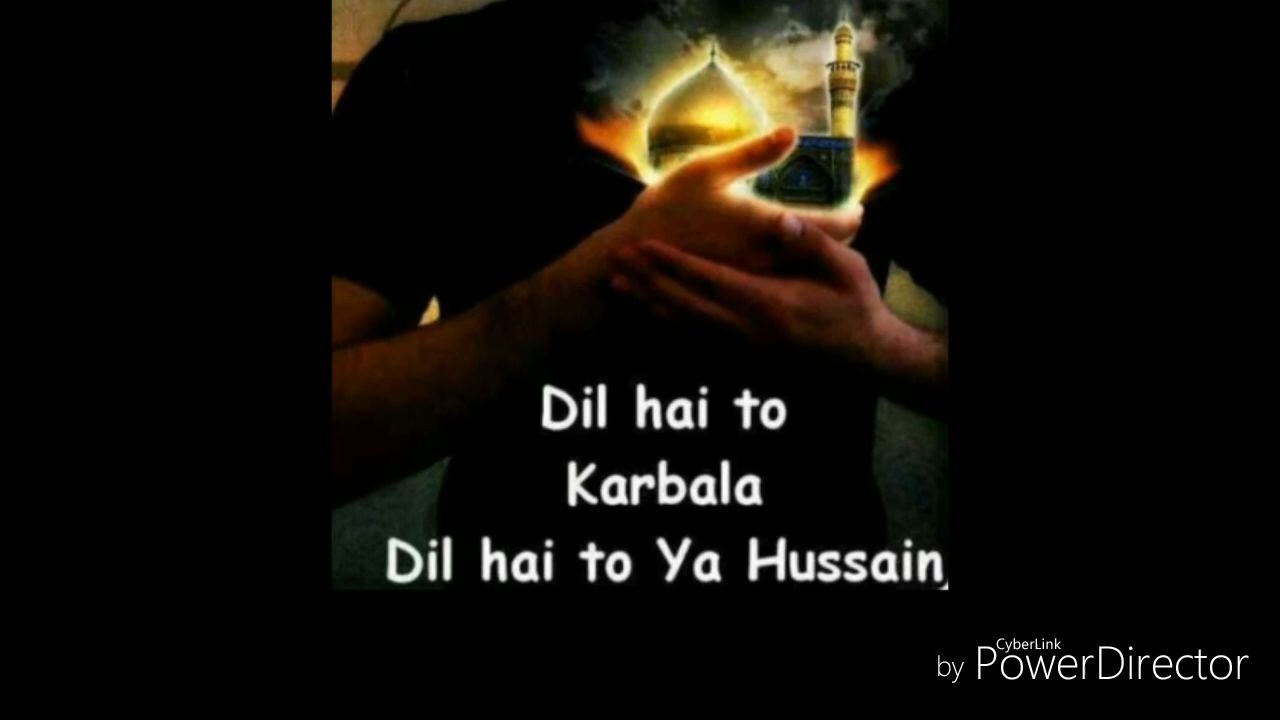 Dil hai to
Karbala
Dil hai to Ya Hussain,
CyberLink
by PowerDirector